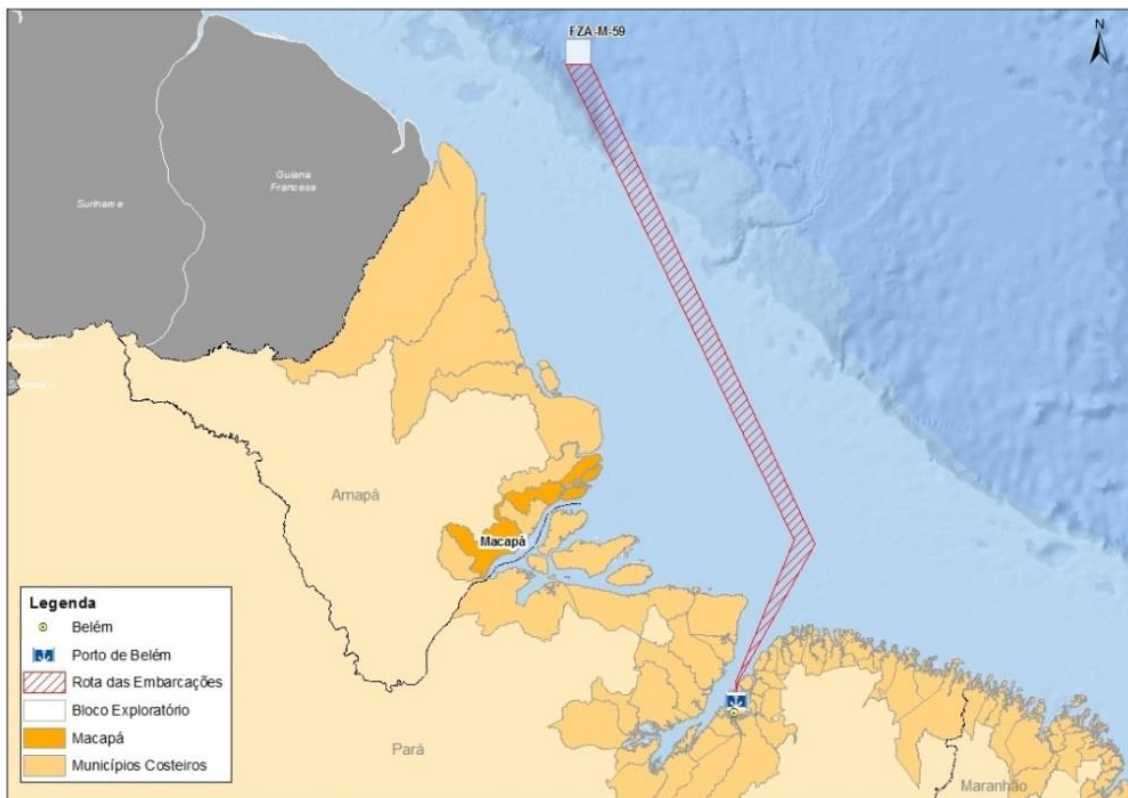 FZA-M-59
N
Guiana
Francesa
Suriname
Amapá
Macapá
Legenda
Belém
Porto de Belém
Rota das Embarcações
Bloco Exploratório
Macapá
Municípios Costeiros
Pará
Maranhão